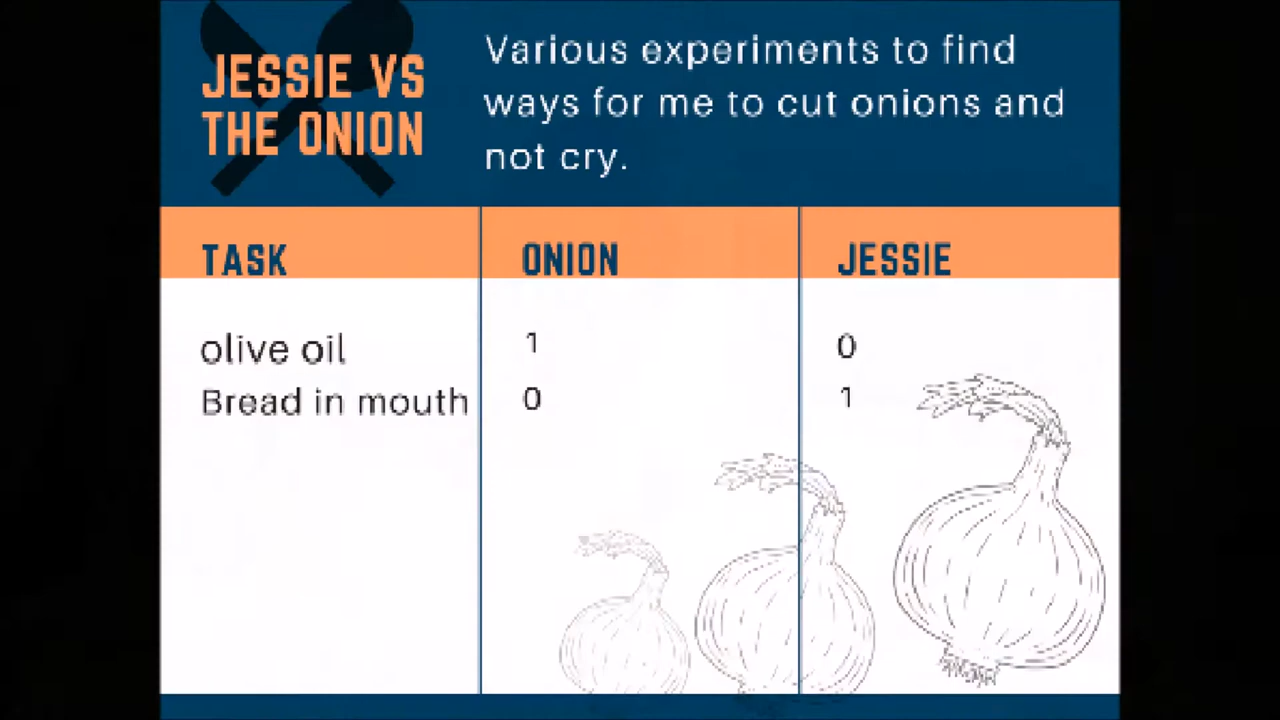 JESSIE VS
THE ONION
Various experiments to find
ways for me to cut onions and
not cry.
TASK ONION JESSIE
olive oil 1 0
Bread in mouth 0 1